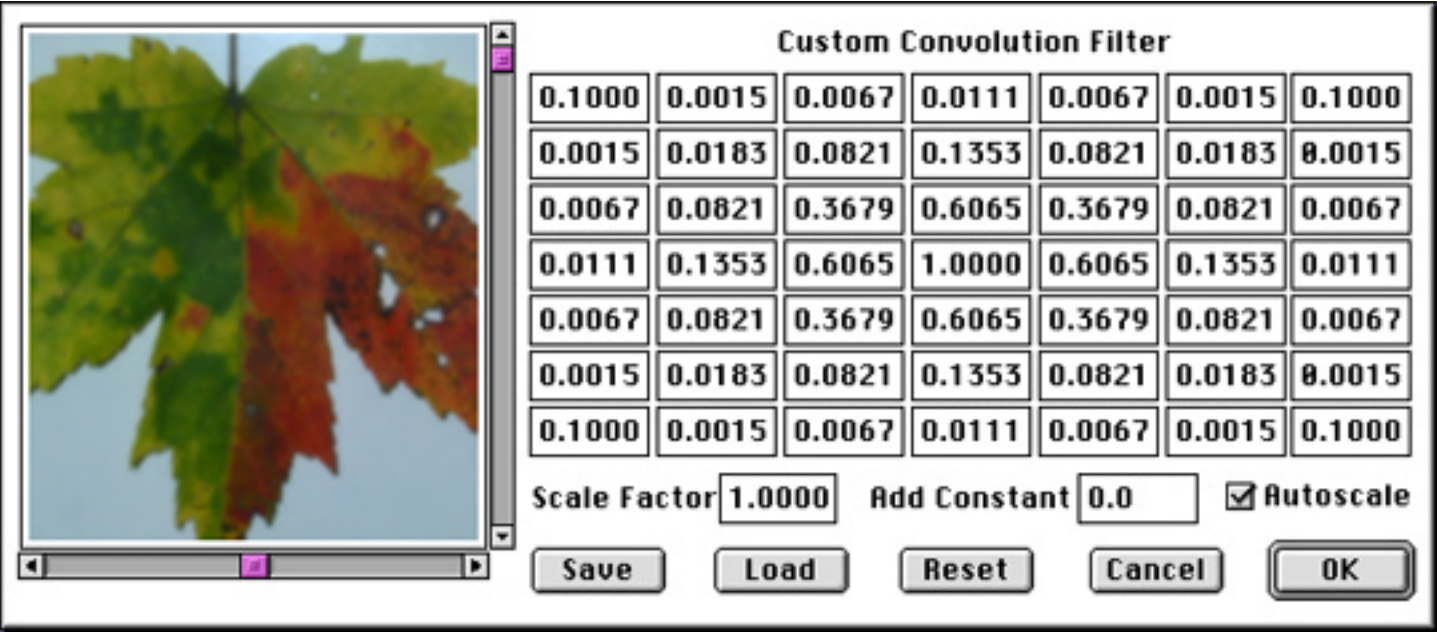 Custom Convolution Filter
0.1000 0.0015 0.0067 0.0111 0.0067 0.0015 0.1000
0.0015 0.0183 0.0821 0.1353 0.0821 0.0183 0.0015
0.0067 0.0821 0.3679 0.6065 0.3679 0.0821 0.0067
0.0111 0.1353 0.6065 1.0000 0.6065 0.1353 0.0111
0.0067 0.0821 0.3679 0.6065 0.3679 0.0821 0.0067
0.0015 0.0183 0.0821 0.1353 0.0821 0.0183 0.0015
0.1000 0.0015 0.0067 0.0111 0.0067 0.0015 0.1000
Scale Factor 1.0000 Add Constant 0.0 Autoscale
Save Load Reset Cancel OK